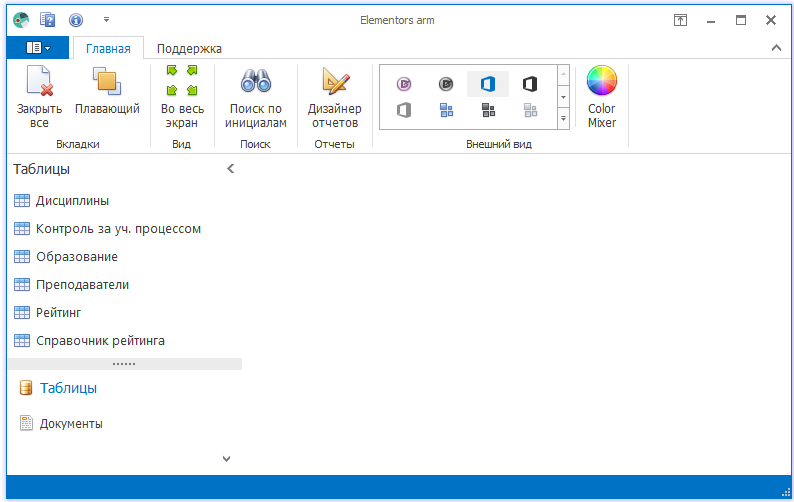 Elementors arm
Главная
Поддержка
Закрыть
все
Плавающий
Во весь
экран
Поиск по
инициалам
Дизайнер
отчетов
Color
Mixer
Вкладки
Вид
Поиск
Отчеты
Внешний вид
Таблицы
Дисциплины
Контроль за уч. процессом
Образование
Преподаватели
Рейтинг
Справочник рейтинга
Таблицы
Документы